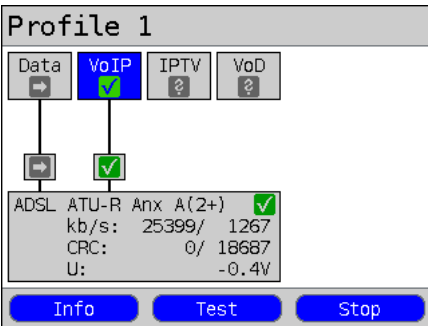 Profile 1
Data VoIP IPTV VoD
? ?
ADSL ATU-R Anx A(2+)
kb/s: 25399/ 1267
CRC: 0/ 18687
U: -0.4V
Info Test Stop